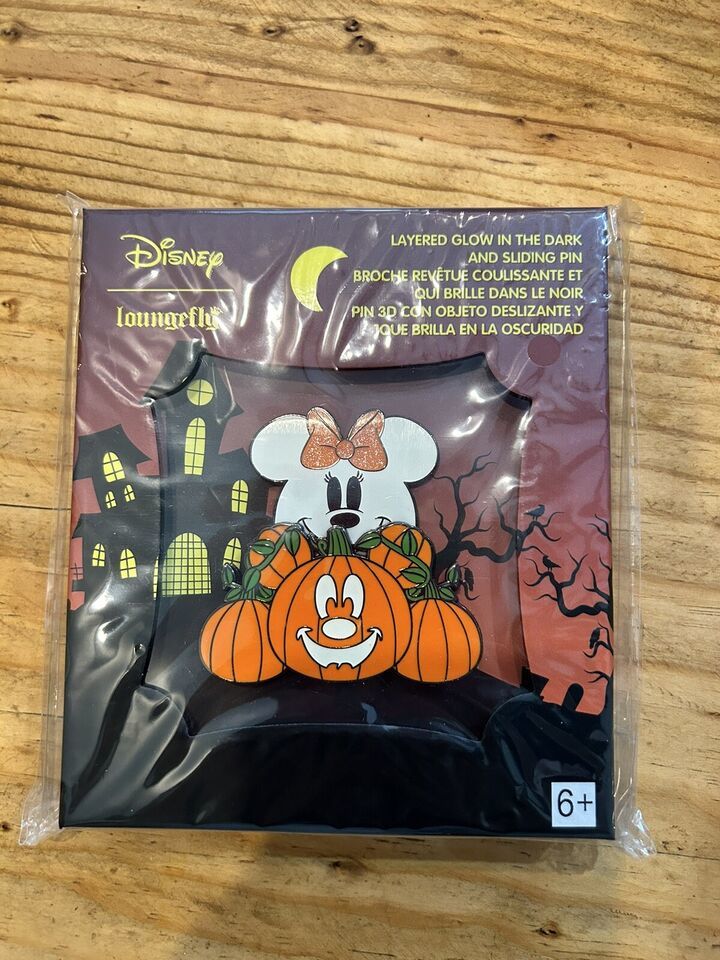 Disney
loungefly
LAYERED GLOW IN THE DARK
AND SLIDING PIN
BROCHE REVÊTUE COULISSANTE ET
QUI BRILLE DANS LE NOIR
PIN 3D CON OBJETO DESLIZANTE Y
QUE BRILLA EN LA OSCURIDAD
6+